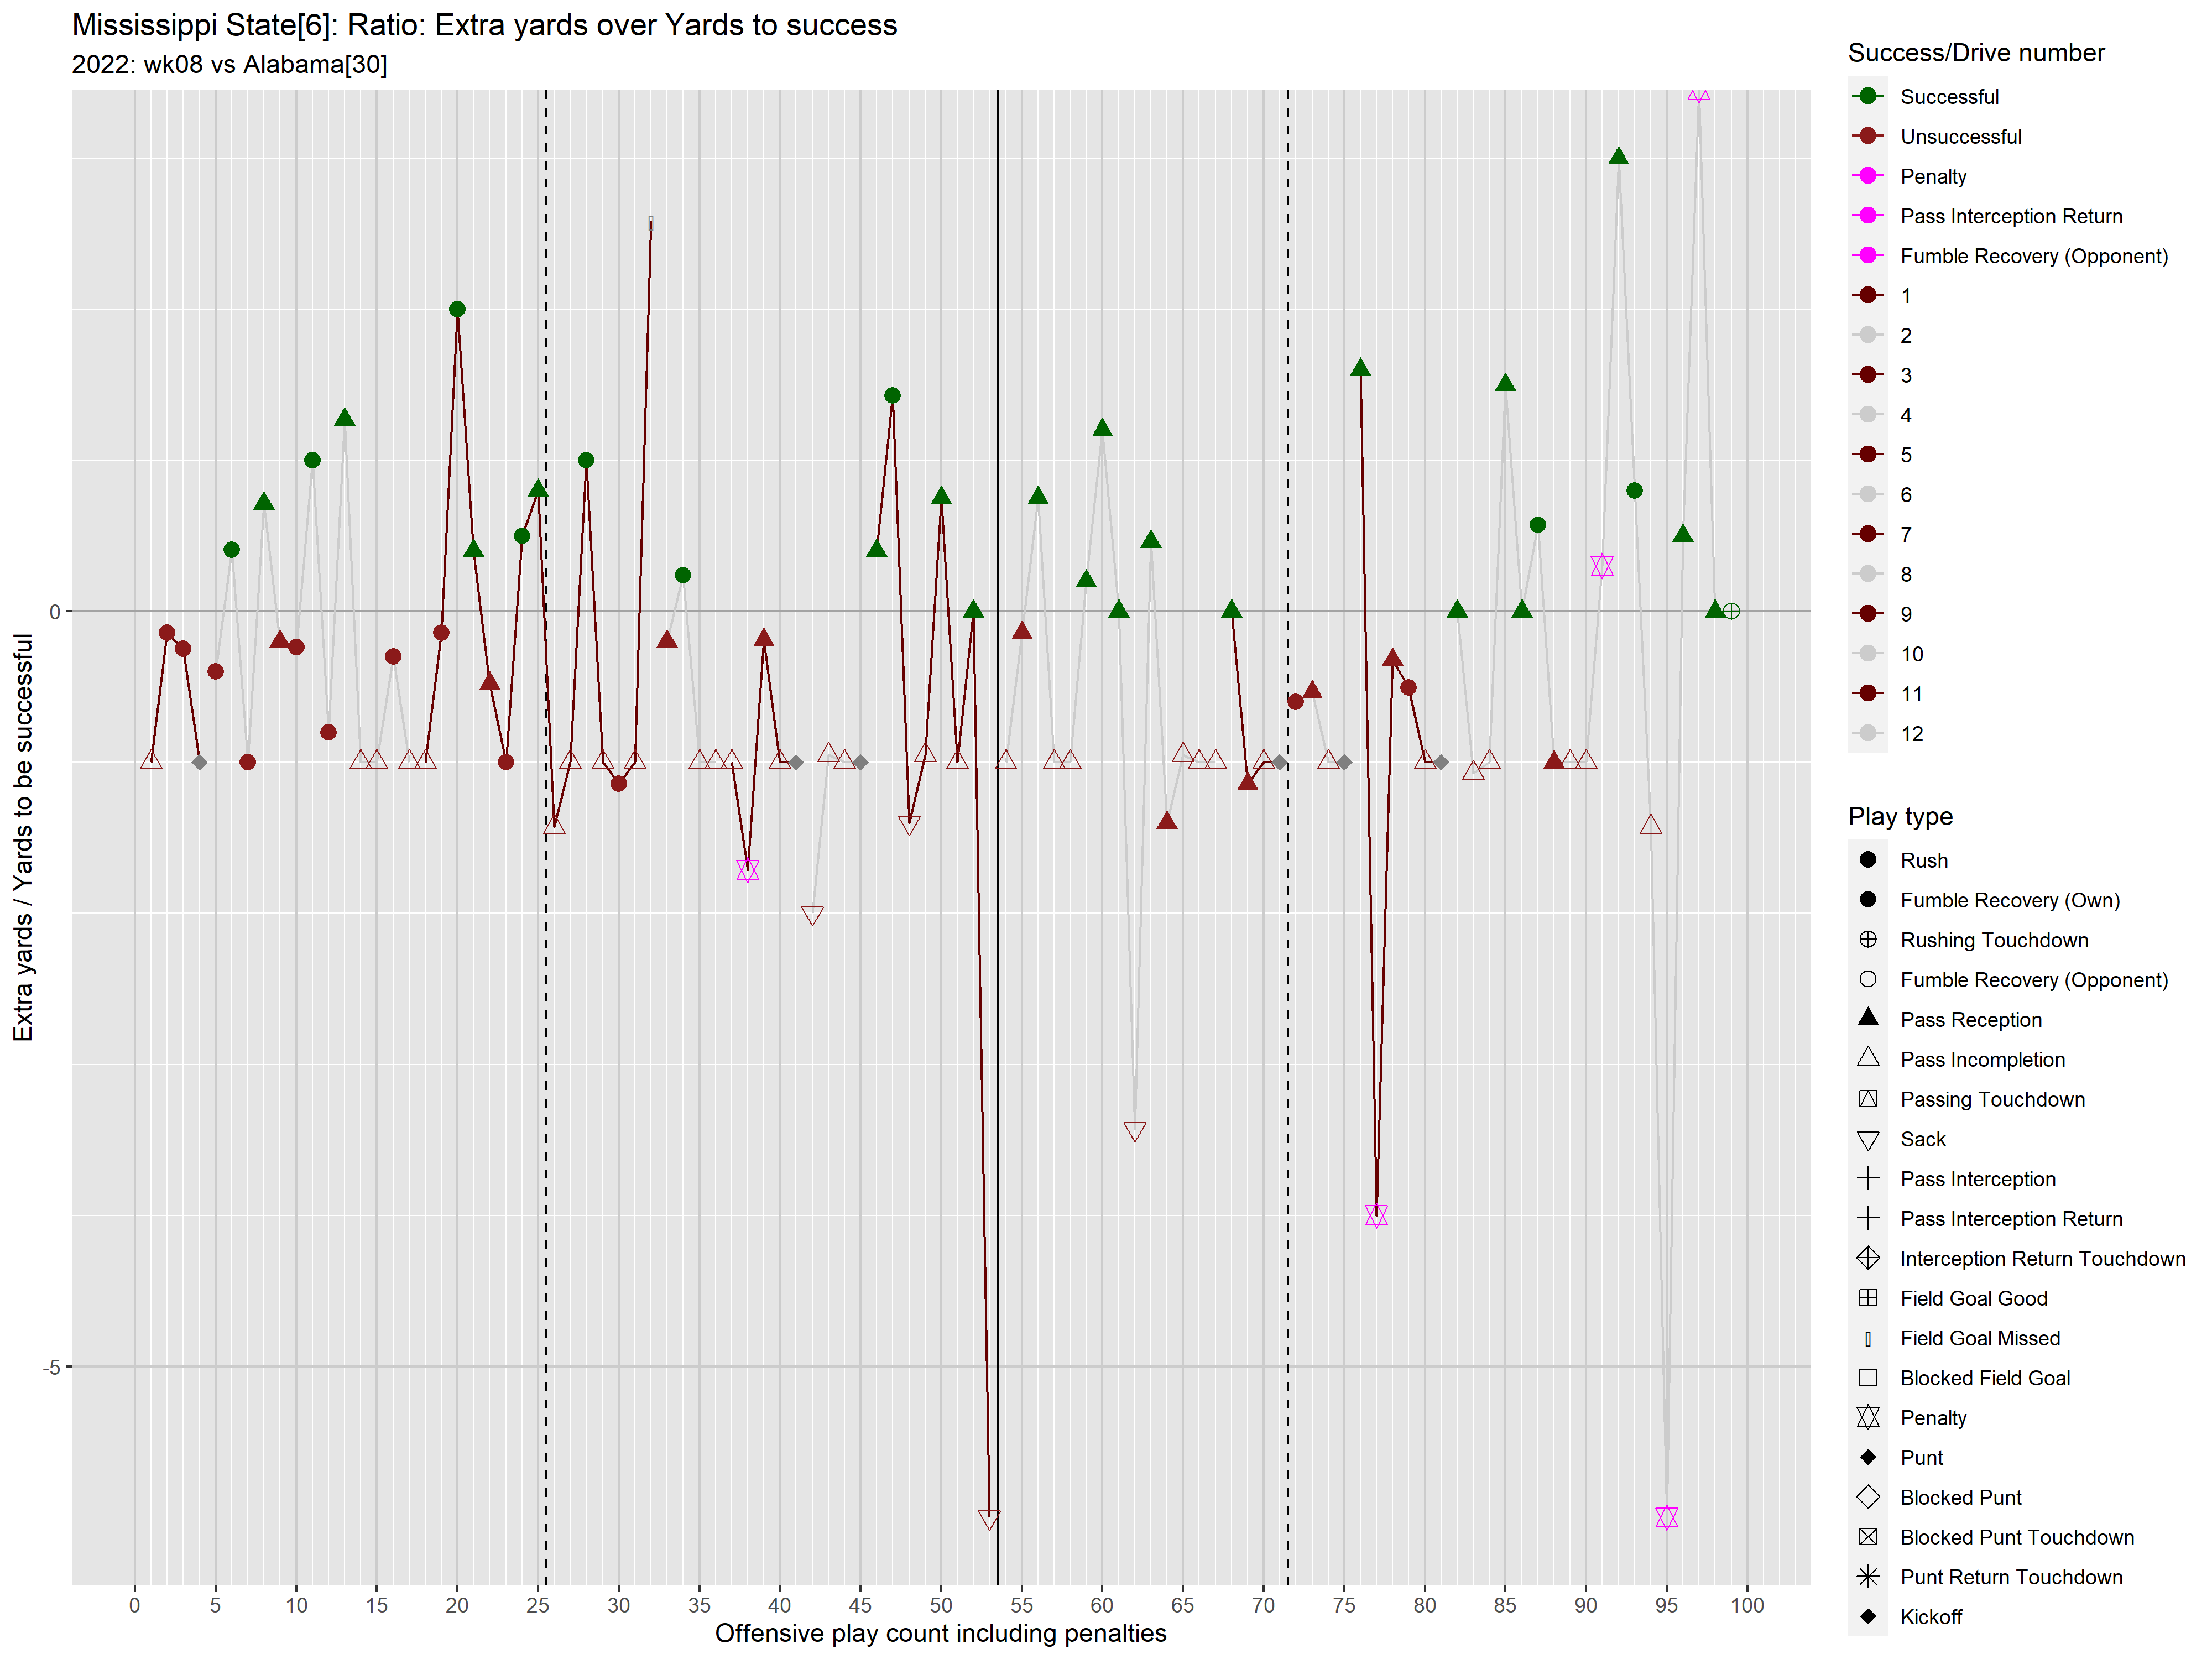 Mississippi State[6]: Ratio: Extra yards over Yards to success
2022: wk08 vs Alabama[30]
Extra yards / Yards to be successful
0
-5
0 5 10 15 20 25 30 35 40 45 50 55 60 65 70 75 80 85 90 95 100
Offensive play count including penalties
Success/Drive number
Successful
Unsuccessful
Penalty
Pass Interception Return
Fumble Recovery (Opponent)
1
2
3
4
5
6
7
8
9
10
11
12
Play type
Rush
Fumble Recovery (Own)
Rushing Touchdown
Fumble Recovery (Opponent)
Pass Reception
Pass Incompletion
Passing Touchdown
Sack
Pass Interception
Pass Interception Return
Interception Return Touchdown
Field Goal Good
Field Goal Missed
Blocked Field Goal
Penalty
Punt
Blocked Punt
Blocked Punt Touchdown
Punt Return Touchdown
Kickoff